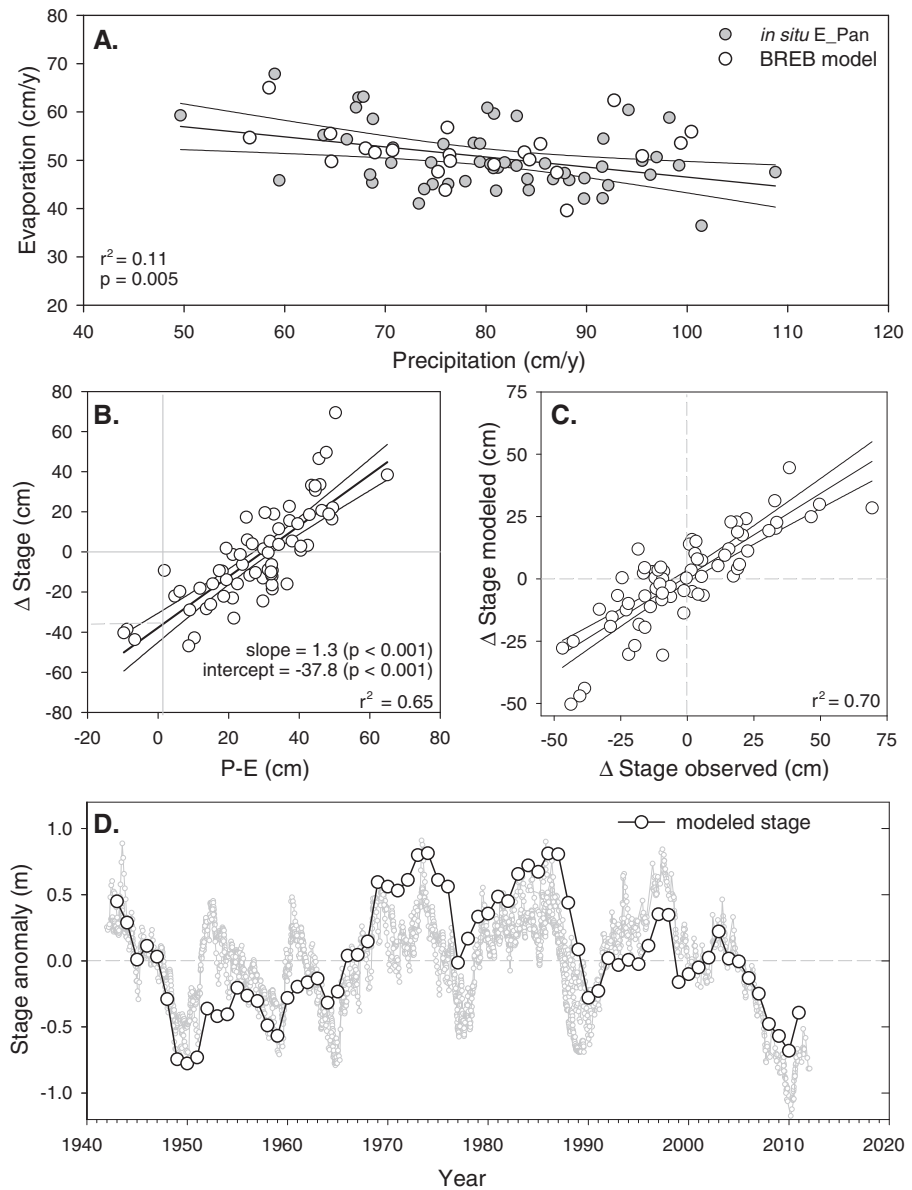 A.
in situ E_Pan
BREB model
80
70
60
50
40
30
20
Evaporation (cm/y)
r² = 0.11
p = 0.005
40 50 60 70 80 90 100 110 120
Precipitation (cm/y)
B.
80
60
40
20
0
-20
-40
-60
-80
Δ Stage (cm)
slope = 1.3 (p < 0.001)
intercept = -37.8 (p < 0.001)
r² = 0.65
-20 0 20 40 60 80
P-E (cm)
C.
75
50
25
0
-25
-50
Δ Stage modeled (cm)
r² = 0.70
-50 -25 0 25 50 75
Δ Stage observed (cm)
D.
modeled stage
1.0
0.5
0.0
-0.5
-1.0
Stage anomaly (m)
1940 1950 1960 1970 1980 1990 2000 2010 2020
Year